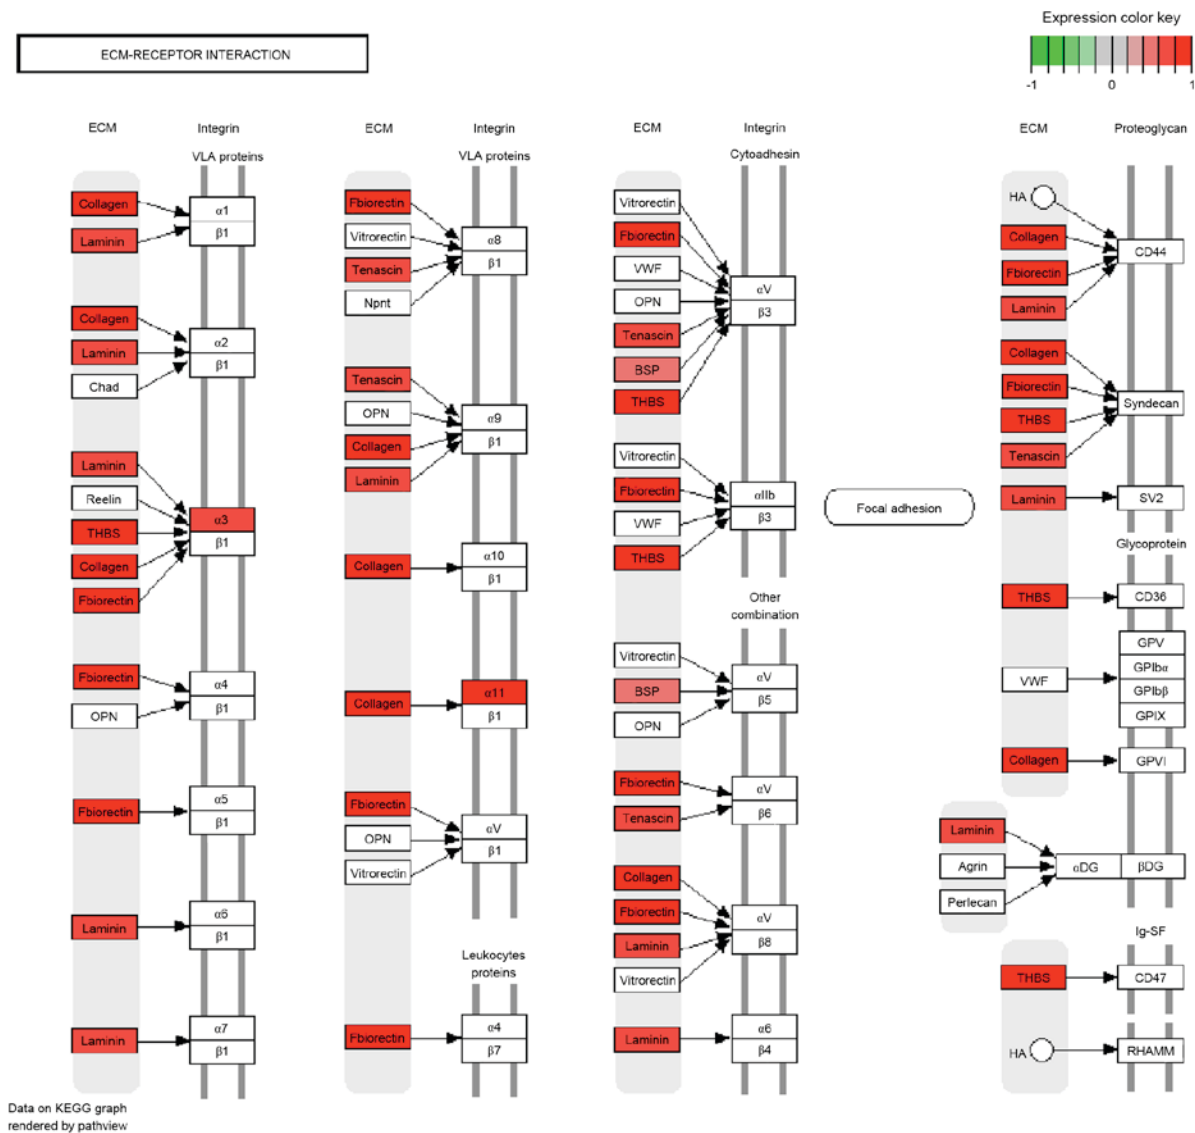 Expression color key
ECM-RECEPTOR INTERACTION
-1 0 1
ECM Integrin
VLA proteins
Collagen
Laminin
α1
β1
Collagen
Laminin
Chad
α2
β1
Laminin
Reelin
THBS
Collagen
Fbiorectin
α3
β1
Fbiorectin
OPN
α4
β1
Fbiorectin
α5
β1
Laminin
α6
β1
Laminin
α7
β1
ECM Integrin
VLA proteins
Fbiorectin
Vitrorectin
Tenascin
Npnt
α8
β1
Tenascin
OPN
Collagen
Laminin
α9
β1
Collagen
α10
β1
Collagen
α11
β1
Fbiorectin
OPN
Vitrorectin
αV
β1
Leukocytes
proteins
Fbiorectin
α4
β7
ECM Integrin
Cytoadhesin
Vitrorectin
Fbiorectin
VWF
OPN
Tenascin
BSP
THBS
αV
β3
Vitrorectin
Fbiorectin
VWF
THBS
αIIb
β3
Other
combination
Vitrorectin
BSP
OPN
αV
β5
Fbiorectin
Tenascin
αV
β6
Collagen
Fbiorectin
Laminin
Vitrorectin
αV
β8
Laminin
α6
β4
Focal adhesion
ECM Proteoglycan
HA
Collagen
Fbiorectin
Laminin
CD44
Collagen
Fbiorectin
THBS
Tenascin
Syndecan
Laminin
SV2
Glycoprotein
THBS
CD36
VWF
GPV
GPIbα
GPIbβ
GPIX
Collagen
GPVI
Laminin
Agrin
Perlecan
αDG
βDG
Ig-SF
THBS
CD47
HA
RHAMM
Data on KEGG graph
rendered by pathview